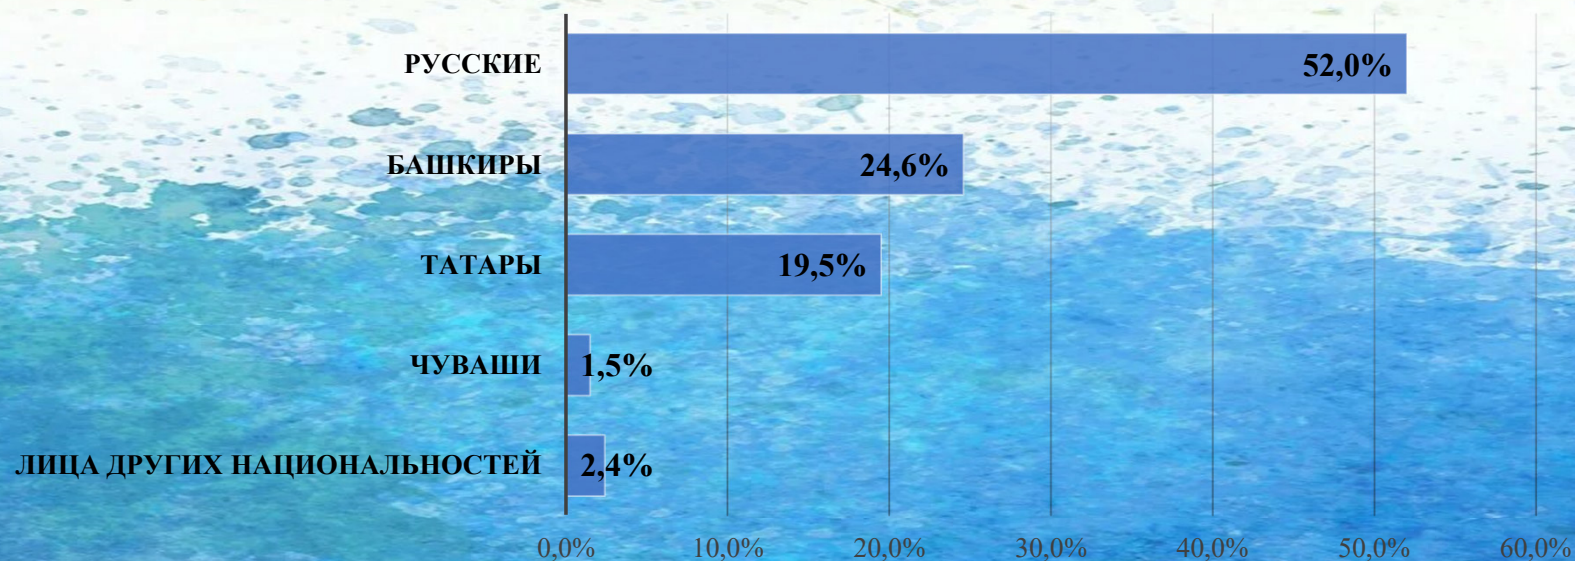 РУССКИЕ 52,0%
БАШКИРЫ 24,6%
ТАТАРЫ 19,5%
ЧУВАШИ 1,5%
ЛИЦА ДРУГИХ НАЦИОНАЛЬНОСТЕЙ 2,4%
0,0% 10,0% 20,0% 30,0% 40,0% 50,0% 60,0%